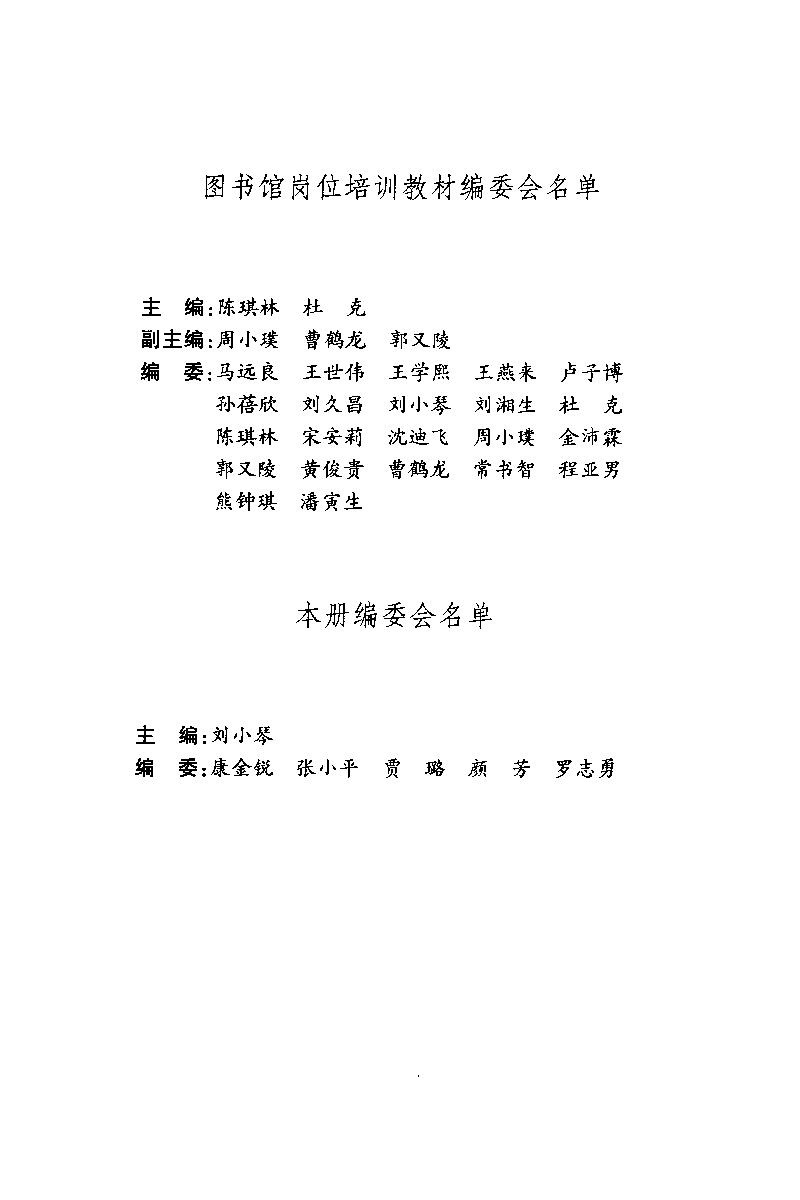 图书馆岗位培训教材编委会名单
主　编：陈琪林　杜　克
副主编：周小璞　曹鹤龙　郭又陵
编　委：马远良　王世伟　王学熙　王燕来　卢子博
孙蓓欣　刘久昌　刘小琴　刘湘生　杜　克
陈琪林　宋安莉　沈迪飞　周小璞　金沛霖
郭又陵　黄俊贵　曹鹤龙　常书智　程亚男
熊钟琪　潘寅生
本册编委会名单
主　编：刘小琴
编　委：康金锐　张小平　贾　璐　颜　芳　罗志勇